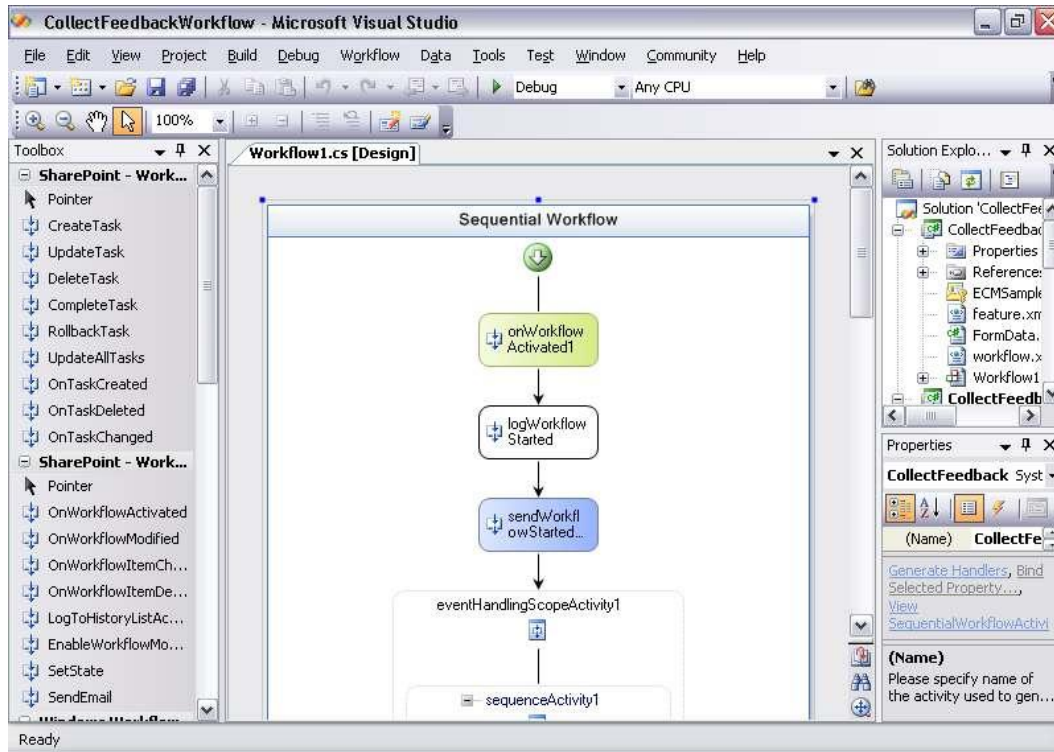 CollectFeedbackWorkflow - Microsoft Visual Studio
File Edit View Project Build Debug Workflow Data Tools Test Window Community Help
Debug Any CPU
100%
Toolbox
SharePoint - Work...
Pointer
CreateTask
UpdateTask
DeleteTask
CompleteTask
RollbackTask
UpdateAllTasks
OnTaskCreated
OnTaskDeleted
OnTaskChanged
SharePoint - Work...
Pointer
OnWorkflowActivated
OnWorkflowModified
OnWorkflowItemCh...
OnWorkflowItemDe...
LogToHistoryListAc...
EnableWorkflowMo...
SetState
SendEmail
Windows Workflow
Workflow1.cs [Design]
Sequential Workflow
onWorkflow
Activated1
logWorkflow
Started
sendWorkfl
owStarted...
eventHandlingScopeActivity1
sequenceActivity1
Solution Explo...
Solution 'CollectFee
CollectFeedbac
Properties
Reference
ECMSample
feature.xm
FormData.
workflow.x
Workflow1
CollectFeedb
Properties
CollectFeedback Syst
(Name) CollectFe
Generate Handlers, Bind
Selected Property...,
View
SequentialWorkflowActivi
(Name)
Please specify name of
the activity used to gen...
Ready